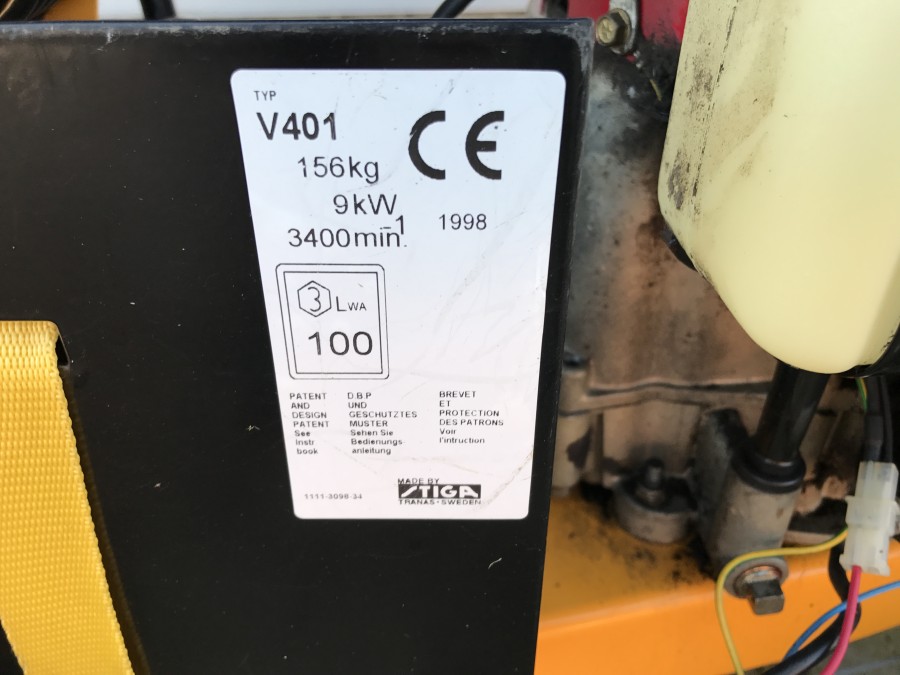 TYP
V401
CE
156kg
9kW
3400min.-1
1998
3 LWA
100
PATENT
AND
DESIGN
PATENT
See
Instr
book
D.B.P
UND
GESCHUTZTES
MUSTER
Sehen Sie
Bedienungs-
anleitung
BREVET
ET
PROTECTION
DES PATRONS
Voir
l'intruction
1111-3096-34
MADE BY
STIGA
TRANAS-SWEDEN